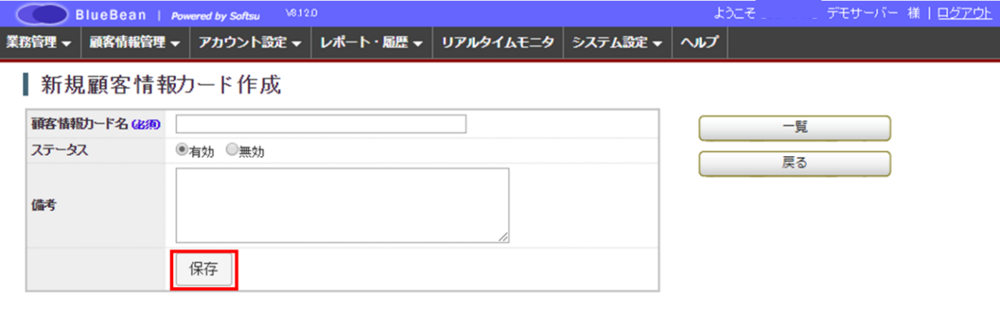 BlueBean | Powered by Softsu V8.12.0 ようこそ デモサーバー 様 | ログアウト
業務管理 ▼ 顧客情報管理 ▼ アカウント設定 ▼ レポート・履歴 ▼ リアルタイムモニタ システム設定 ▼ ヘルプ
新規顧客情報カード作成
顧客情報カード名 (必須)
一覧
ステータス 有効 無効
戻る
備考
保存